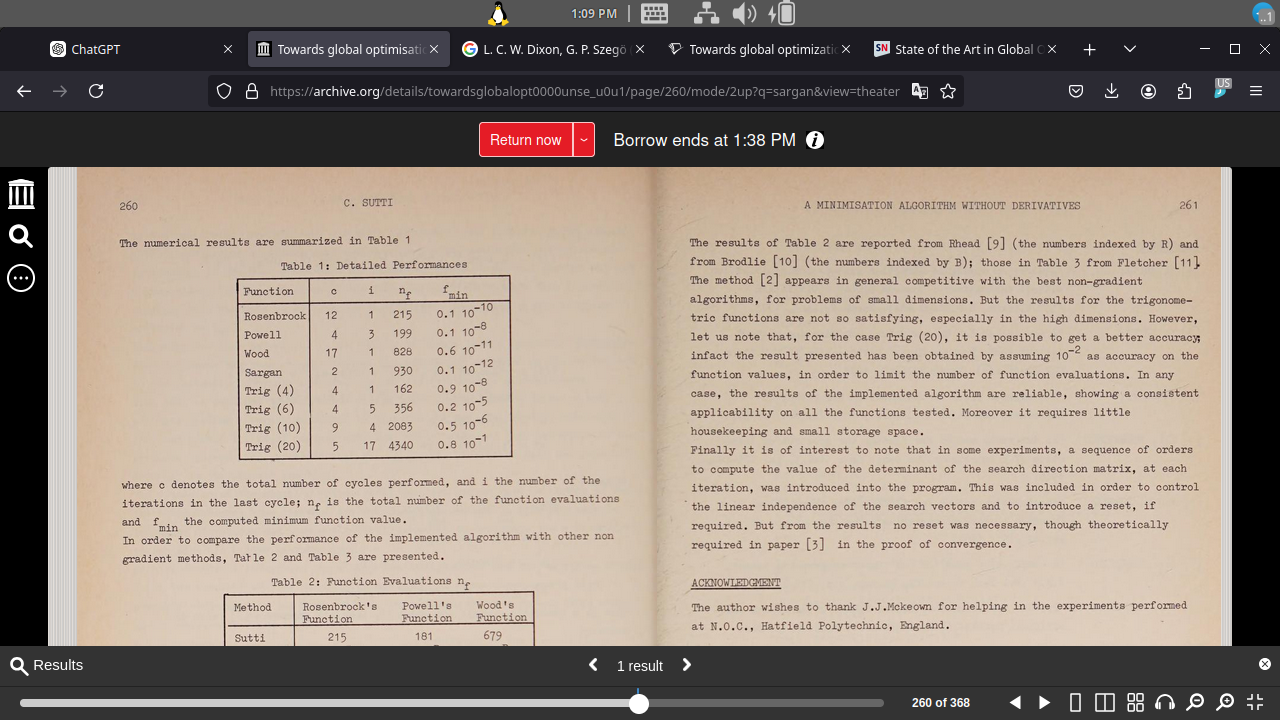 1:09 PM
..1
ChatGPT
Towards global optimisatio
L. C. W. Dixon, G. P. Szegö
Towards global optimizatio
State of the Art in Global O
https://archive.org/details/towardsglobalopt0000unse_u0u1/page/260/mode/2up?q=sargan&view=theater
US
Return now
Borrow ends at 1:38 PM
260
C. SUTTI
The numerical results are summarized in Table 1
Table 1: Detailed Performances
Function c i n_f f_min
Rosenbrock 12 1 215 0.1 10^-10
Powell 4 3 199 0.1 10^-8
Wood 17 1 828 0.6 10^-11
Sargan 2 1 930 0.1 10^-12
Trig (4) 4 1 162 0.9 10^-8
Trig (6) 4 5 356 0.2 10^-5
Trig (10) 9 4 2083 0.5 10^-6
Trig (20) 5 17 4340 0.8 10^-1
where c denotes the total number of cycles performed, and i the number of the
iterations in the last cycle; n_f is the total number of the function evaluations
and f_min the computed minimum function value.
In order to compare the performance of the implemented algorithm with other non
gradient methods, Table 2 and Table 3 are presented.
Table 2: Function Evaluations n_f
Method Rosenbrock's Function Powell's Function Wood's Function
Sutti 215 181 679
A MINIMISATION ALGORITHM WITHOUT DERIVATIVES
261
The results of Table 2 are reported from Rhead [9] (the numbers indexed by R) and
from Brodlie [10] (the numbers indexed by B); those in Table 3 from Fletcher [11].
The method [2] appears in general competitive with the best non-gradient
algorithms, for problems of small dimensions. But the results for the trigonome-
tric functions are not so satisfying, especially in the high dimensions. However,
let us note that, for the case Trig (20), it is possible to get a better accuracy;
infact the result presented has been obtained by assuming 10^-2 as accuracy on the
function values, in order to limit the number of function evaluations. In any
case, the results of the implemented algorithm are reliable, showing a consistent
applicability on all the functions tested. Moreover it requires little
housekeeping and small storage space.
Finally it is of interest to note that in some experiments, a sequence of orders
to compute the value of the determinant of the search direction matrix, at each
iteration, was introduced into the program. This was included in order to control
the linear independence of the search vectors and to introduce a reset, if
required. But from the results no reset was necessary, though theoretically
required in paper [3] in the proof of convergence.
ACKNOWLEDGMENT
The author wishes to thank J.J.Mckeown for helping in the experiments performed
at N.O.C., Hatfield Polytechnic, England.
Results
1 result
260 of 368